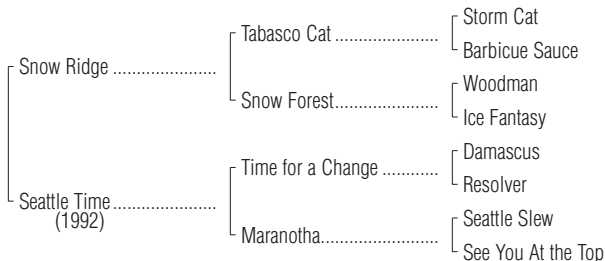 Storm Cat
Tabasco Cat ......................
Barbicue Sauce
Snow Ridge ......................
Woodman
Snow Forest......................
Ice Fantasy
Damascus
Time for a Change ............
Resolver
Seattle Time ......................
(1992)
Seattle Slew
Maranotha.........................
See You At the Top